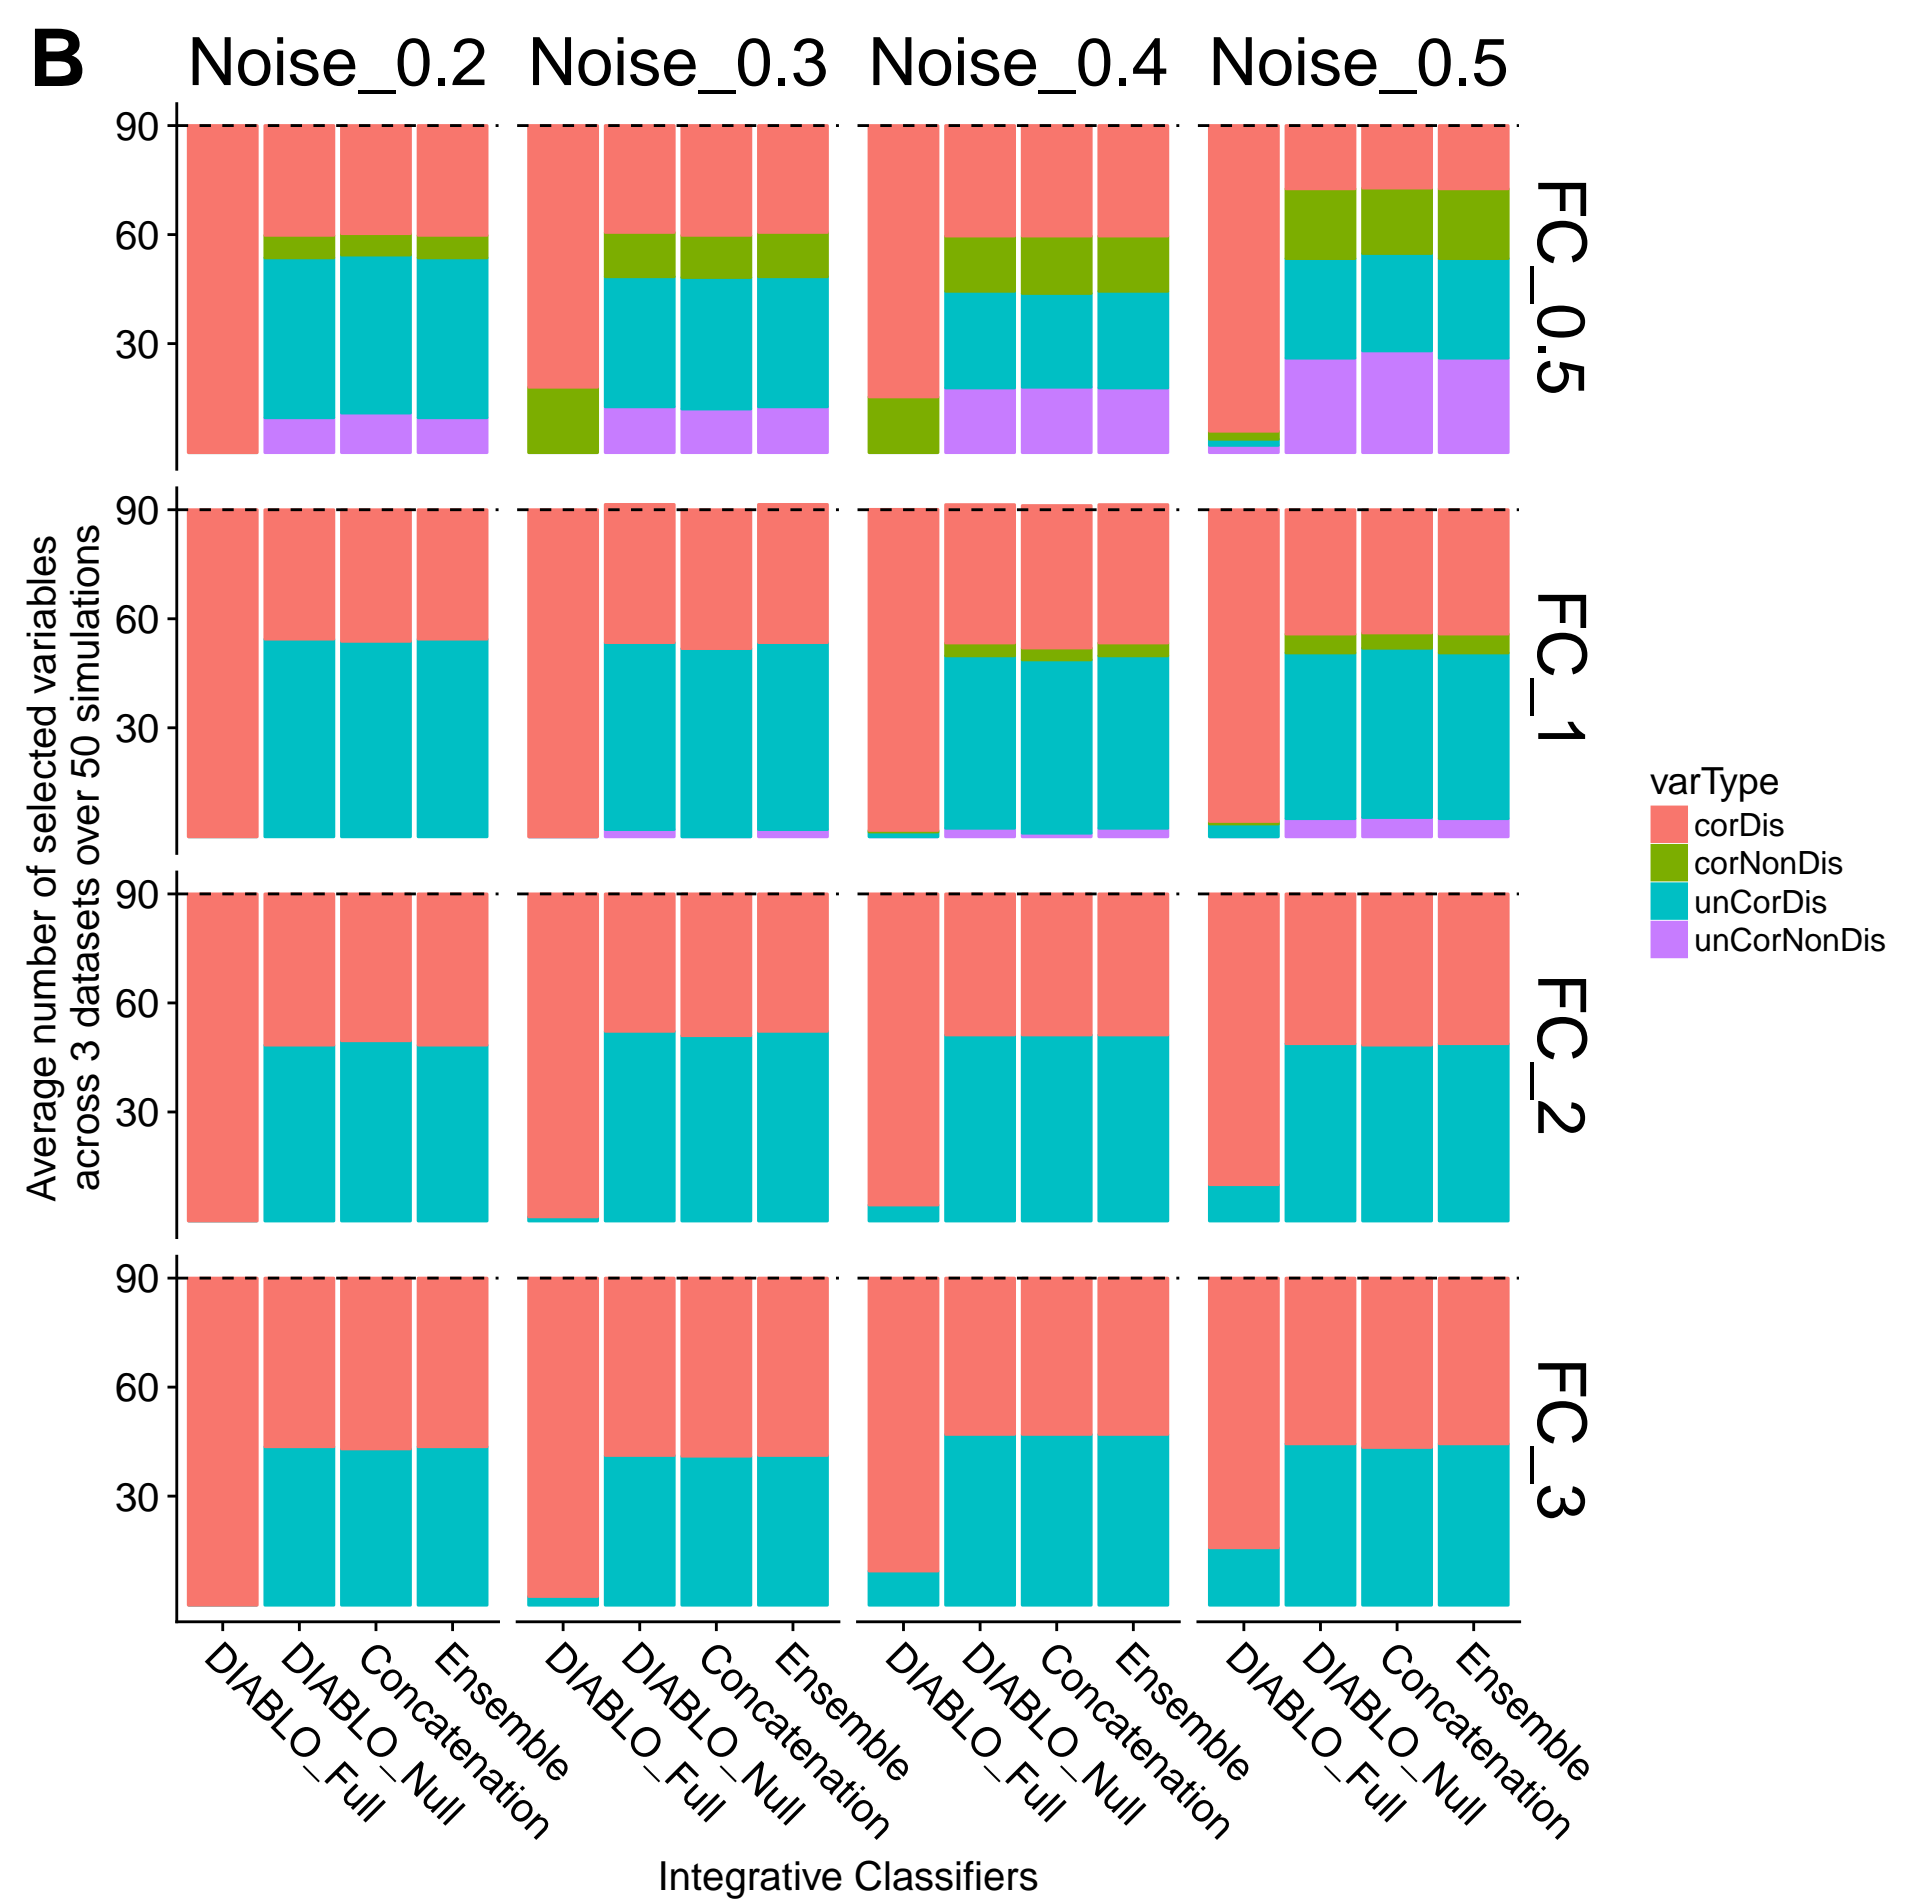 B
Noise_0.2 Noise_0.3 Noise_0.4 Noise_0.5
90
60
30
FC_0.5
90
60
30
FC_1
90
60
30
FC_2
90
60
30
FC_3
Average number of selected variables
across 3 datasets over 50 simulations
DIABLO_Full
DIABLO_Null
Concatenation
Ensemble
DIABLO_Full
DIABLO_Null
Concatenation
Ensemble
DIABLO_Full
DIABLO_Null
Concatenation
Ensemble
DIABLO_Full
DIABLO_Null
Concatenation
Ensemble
Integrative Classifiers
varType
corDis
corNonDis
unCorDis
unCorNonDis